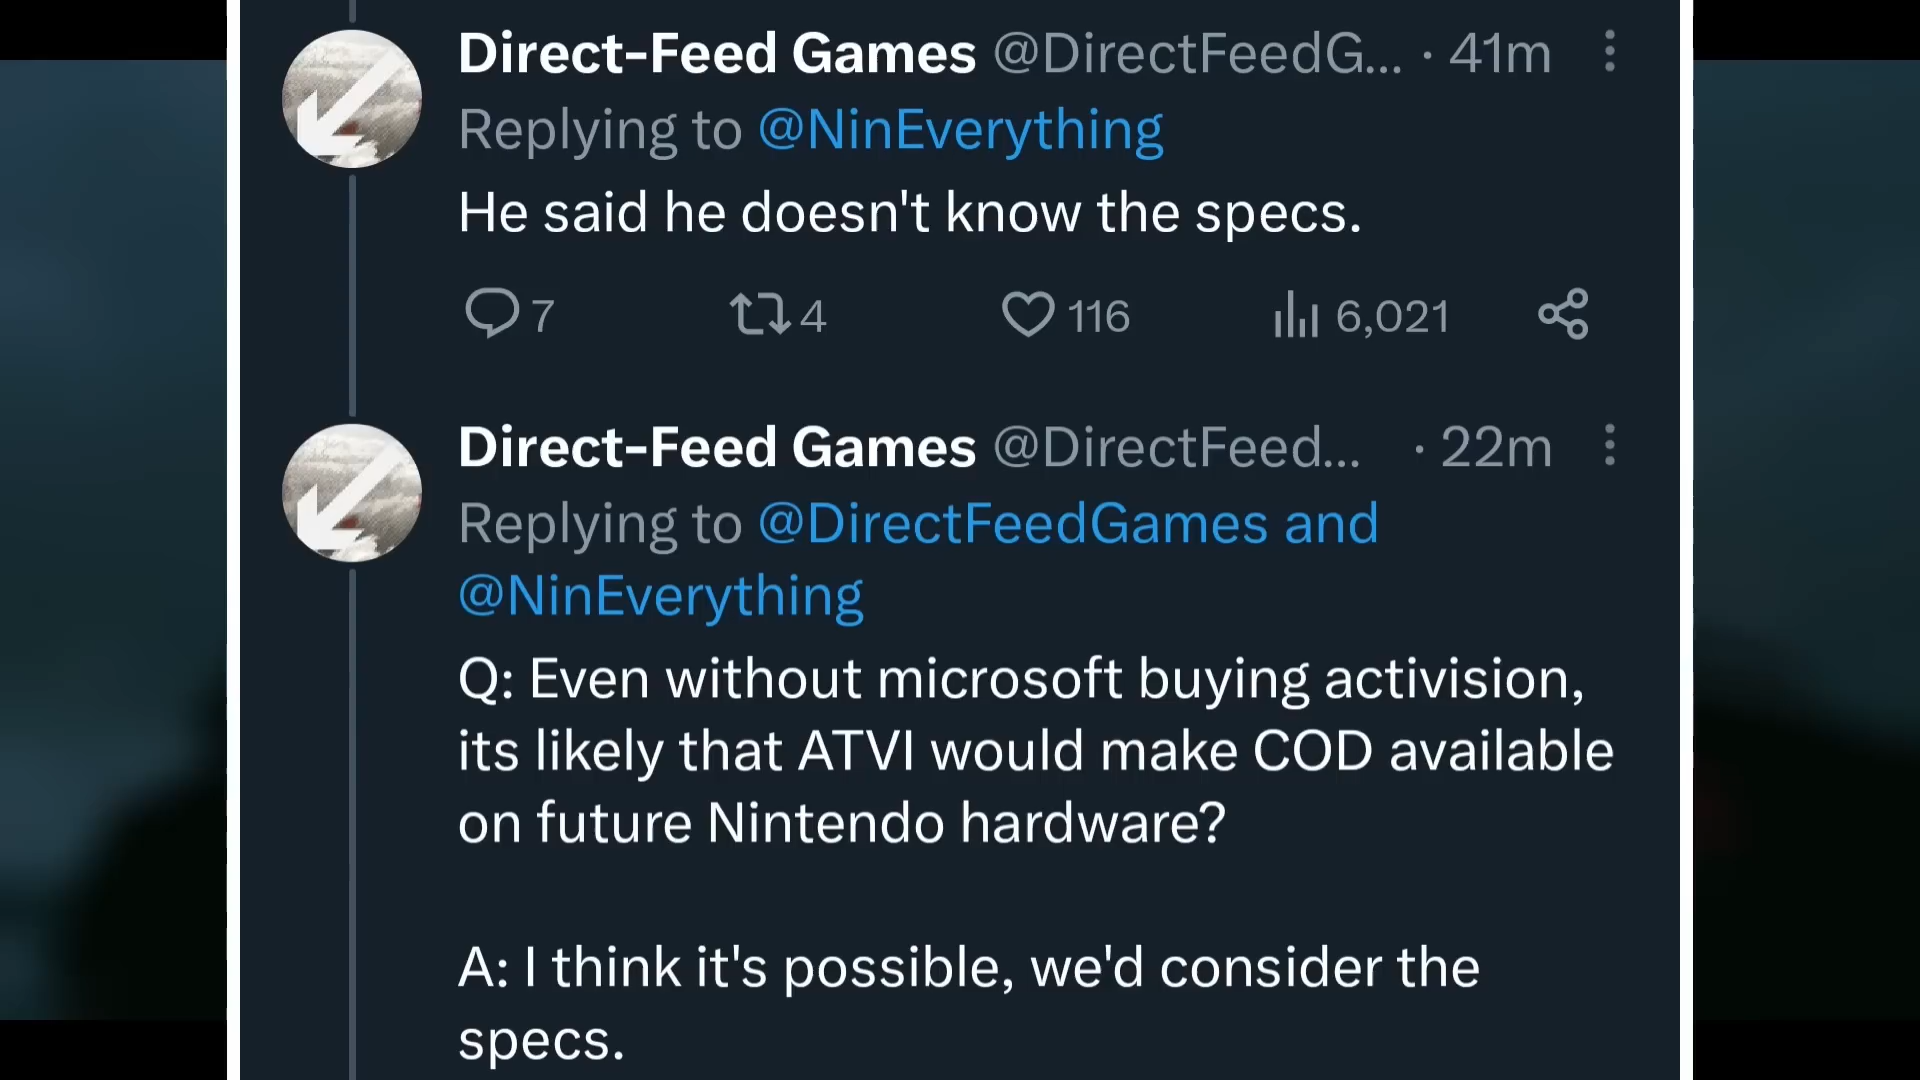 Direct-Feed Games @DirectFeedG... · 41m
Replying to @NinEverything
He said he doesn't know the specs.
7 4 116 6,021
Direct-Feed Games @DirectFeed... · 22m
Replying to @DirectFeedGames and
@NinEverything
Q: Even without microsoft buying activision,
its likely that ATVI would make COD available
on future Nintendo hardware?
A: I think it's possible, we'd consider the
specs.